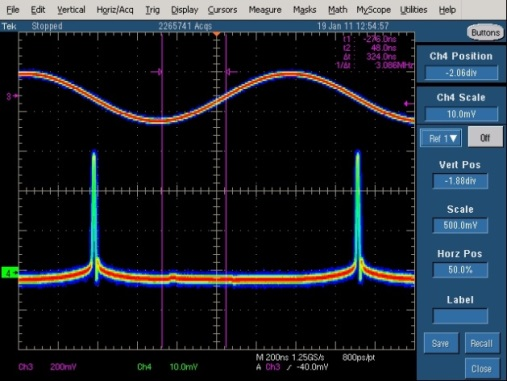 File Edit Vertical Horiz/Acq Trig Display Cursors Measure Masks Math MyScope Utilities Help
Tek Stopped 2265741 Acqs 19 Jan 11 12:54:57
Buttons
t1: -276.0ns
t2: 48.0ns
Δt: 324.0ns
1/Δt: 3.086MHz
Ch4 Position
-2.06div
Ch4 Scale
10.0mV
Ref 1▼ Off
Vert Pos
-1.88div
Scale
500.0mV
Horz Pos
50.0%
Label
Save Recall
Close
3
4
Ch3 200mV Ch4 10.0mV
M 200ns 1.25GS/s 800ps/pt
A Ch3 ∕ -40.0mV